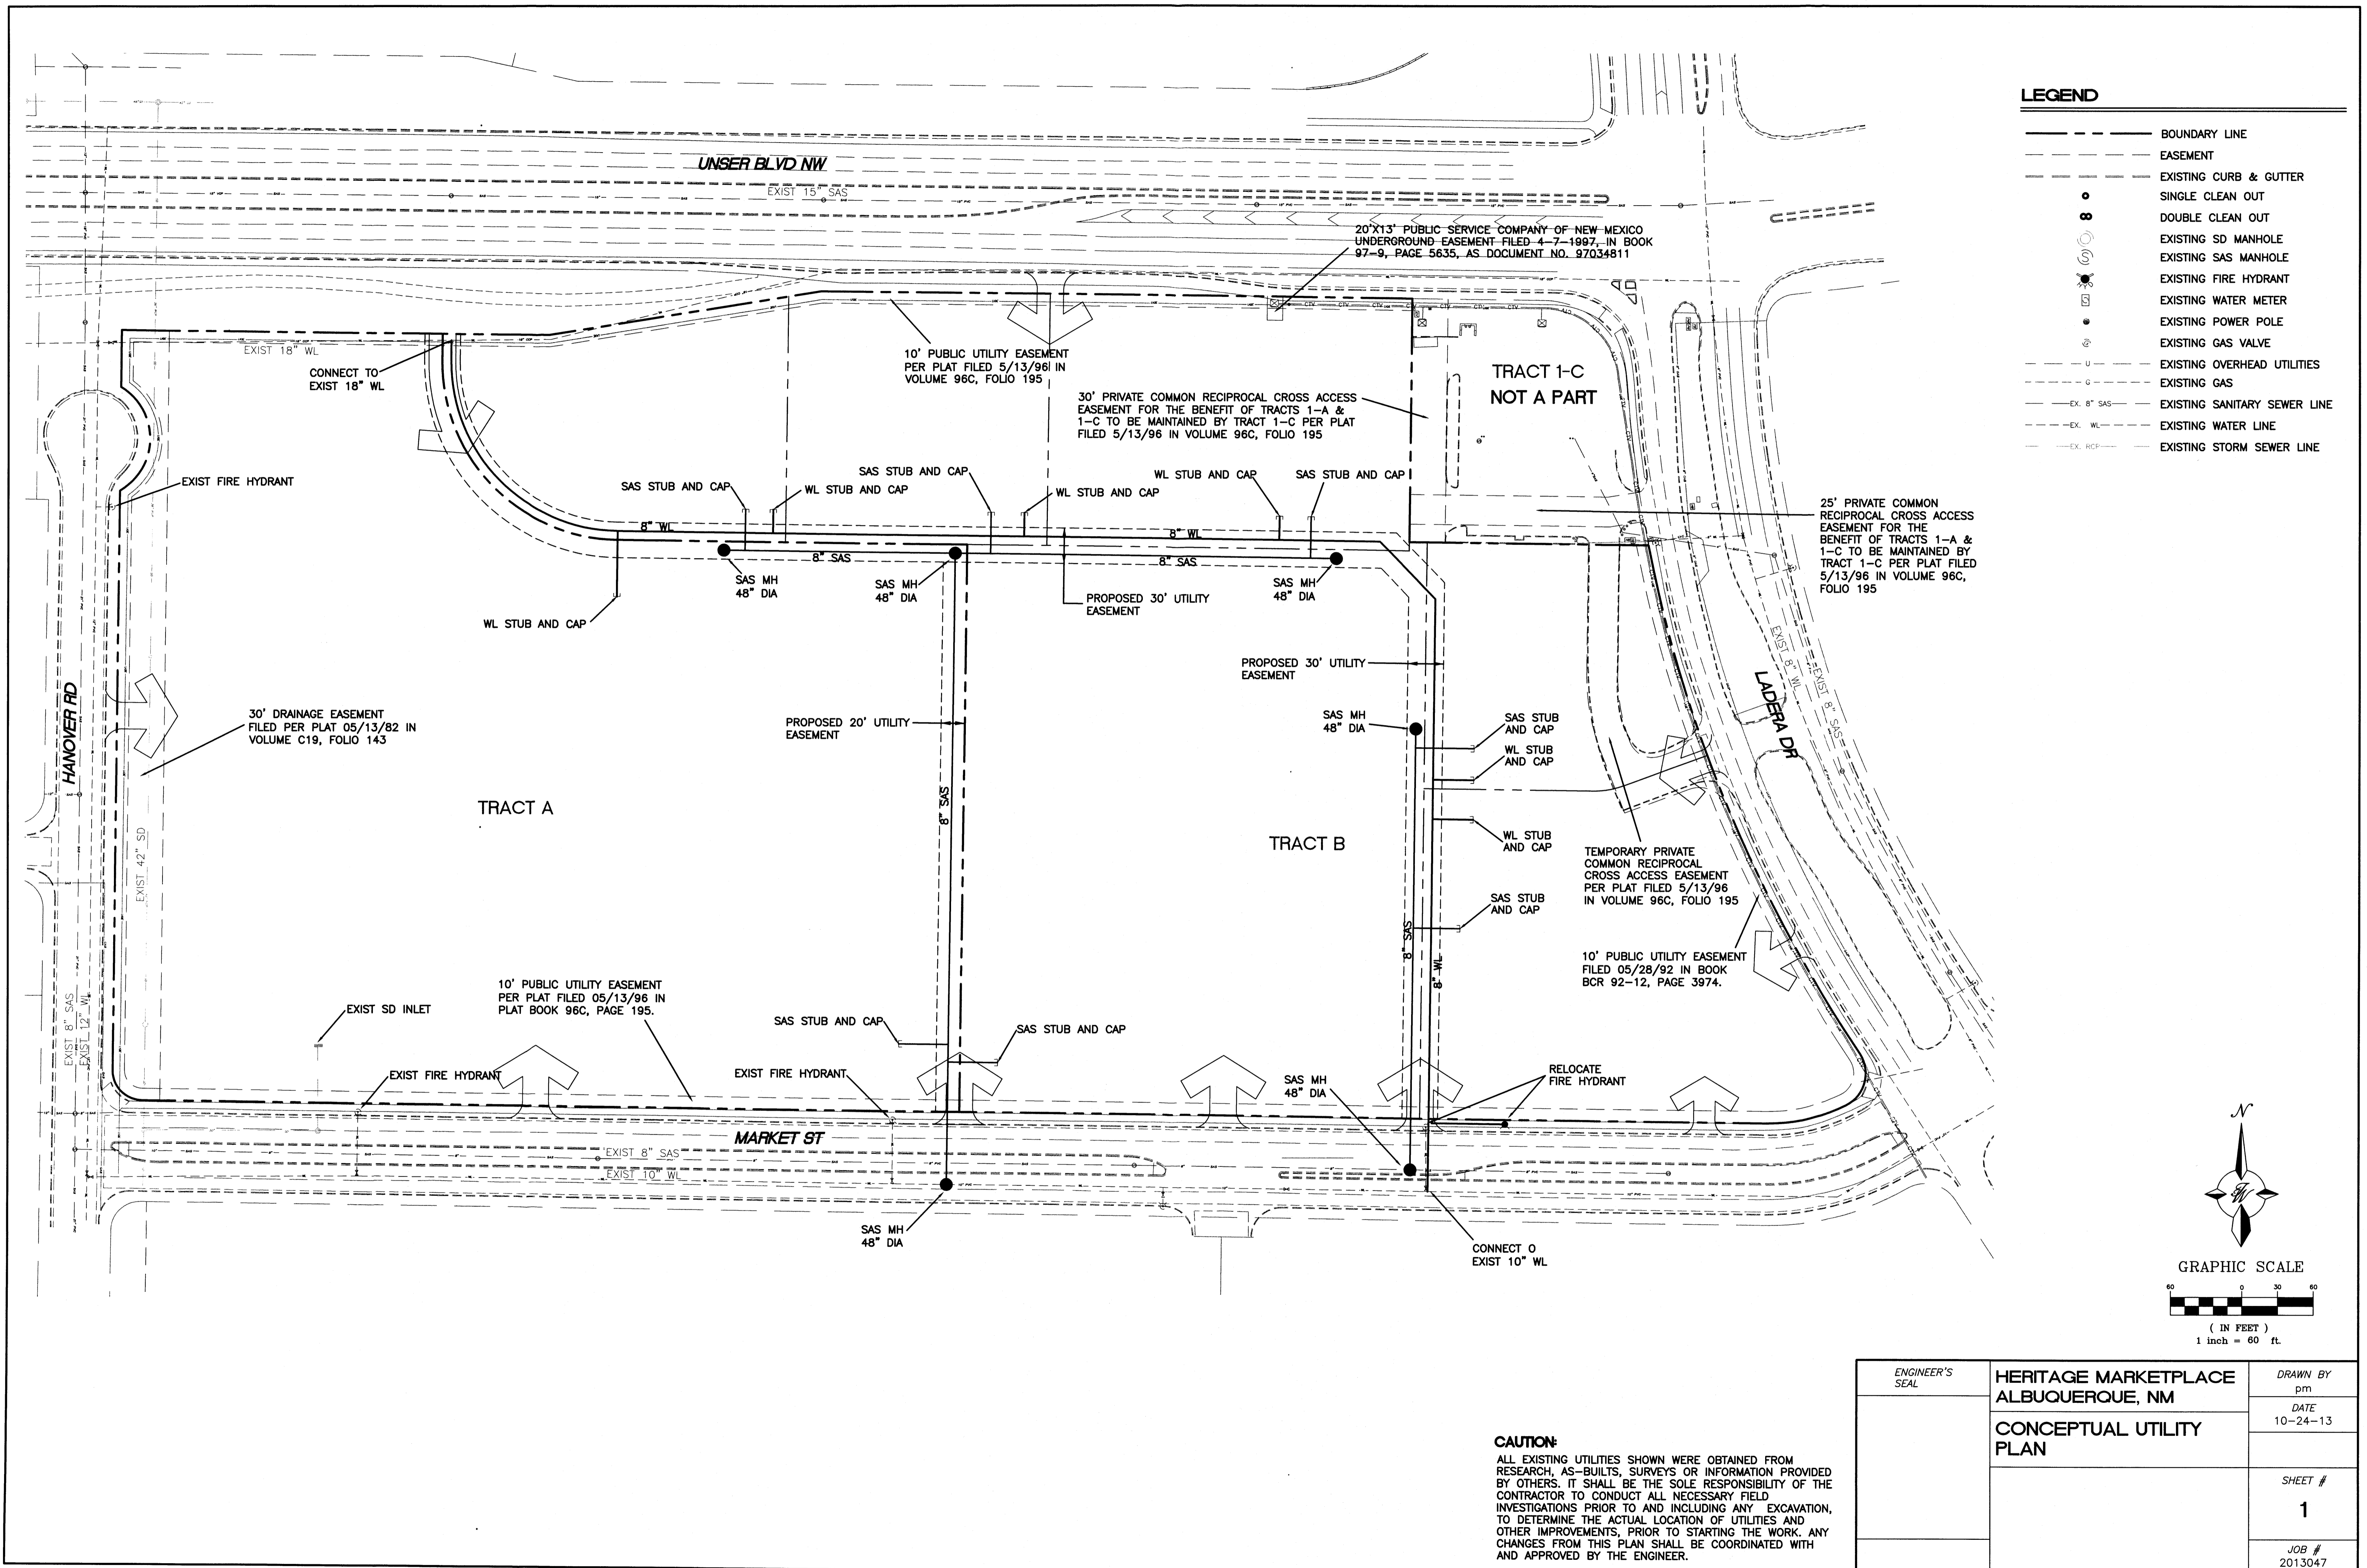 UNSER BLVD NW
EXIST 15" SAS
20'X13' PUBLIC SERVICE COMPANY OF NEW MEXICO
UNDERGROUND EASEMENT FILED 4-7-1997, IN BOOK
97-9, PAGE 5635, AS DOCUMENT NO. 97034811
EXIST 18" WL
CONNECT TO
EXIST 18" WL
10' PUBLIC UTILITY EASEMENT
PER PLAT FILED 5/13/96 IN
VOLUME 96C, FOLIO 195
30' PRIVATE COMMON RECIPROCAL CROSS ACCESS
EASEMENT FOR THE BENEFIT OF TRACTS 1-A &
1-C TO BE MAINTAINED BY TRACT 1-C PER PLAT
FILED 5/13/96 IN VOLUME 96C, FOLIO 195
TRACT 1-C
NOT A PART
EXIST FIRE HYDRANT
SAS STUB AND CAP
WL STUB AND CAP
SAS STUB AND CAP
WL STUB AND CAP
WL STUB AND CAP
SAS STUB AND CAP
25' PRIVATE COMMON
RECIPROCAL CROSS ACCESS
EASEMENT FOR THE
BENEFIT OF TRACTS 1-A &
1-C TO BE MAINTAINED BY
TRACT 1-C PER PLAT FILED
5/13/96 IN VOLUME 96C,
FOLIO 195
8" WL
8" WL
8" SAS
8" SAS
SAS MH
48" DIA
SAS MH
48" DIA
SAS MH
48" DIA
WL STUB AND CAP
PROPOSED 30' UTILITY
EASEMENT
PROPOSED 30' UTILITY
EASEMENT
HANOVER RD
30' DRAINAGE EASEMENT
FILED PER PLAT 05/13/82 IN
VOLUME C19, FOLIO 143
PROPOSED 20' UTILITY
EASEMENT
SAS MH
48" DIA
SAS STUB
AND CAP
WL STUB
AND CAP
EXIST 8" WL
EXIST 8" SAS
LADERA DR
TRACT A
8" SAS
TRACT B
WL STUB
AND CAP
SAS STUB
AND CAP
TEMPORARY PRIVATE
COMMON RECIPROCAL
CROSS ACCESS EASEMENT
PER PLAT FILED 5/13/96
IN VOLUME 96C, FOLIO 195
EXIST 42" SD
8" SAS
8" WL
10' PUBLIC UTILITY EASEMENT
FILED 05/28/92 IN BOOK
BCR 92-12, PAGE 3974.
EXIST 8" SAS
EXIST 12" WL
EXIST SD INLET
10' PUBLIC UTILITY EASEMENT
PER PLAT FILED 05/13/96 IN
PLAT BOOK 96C, PAGE 195.
SAS STUB AND CAP
SAS STUB AND CAP
EXIST FIRE HYDRANT
EXIST FIRE HYDRANT
SAS MH
48" DIA
RELOCATE
FIRE HYDRANT
MARKET ST
EXIST 8" SAS
EXIST 10" WL
SAS MH
48" DIA
CONNECT O
EXIST 10" WL
LEGEND
BOUNDARY LINE
EASEMENT
EXISTING CURB & GUTTER
SINGLE CLEAN OUT
DOUBLE CLEAN OUT
EXISTING SD MANHOLE
EXISTING SAS MANHOLE
EXISTING FIRE HYDRANT
EXISTING WATER METER
EXISTING POWER POLE
EXISTING GAS VALVE
U EXISTING OVERHEAD UTILITIES
G EXISTING GAS
EX. 8" SAS EXISTING SANITARY SEWER LINE
EX. WL EXISTING WATER LINE
EX. RCP EXISTING STORM SEWER LINE
N
GRAPHIC SCALE
60 0 30 60
( IN FEET )
1 inch = 60 ft.
CAUTION:
ALL EXISTING UTILITIES SHOWN WERE OBTAINED FROM
RESEARCH, AS-BUILTS, SURVEYS OR INFORMATION PROVIDED
BY OTHERS. IT SHALL BE THE SOLE RESPONSIBILITY OF THE
CONTRACTOR TO CONDUCT ALL NECESSARY FIELD
INVESTIGATIONS PRIOR TO AND INCLUDING ANY EXCAVATION,
TO DETERMINE THE ACTUAL LOCATION OF UTILITIES AND
OTHER IMPROVEMENTS, PRIOR TO STARTING THE WORK. ANY
CHANGES FROM THIS PLAN SHALL BE COORDINATED WITH
AND APPROVED BY THE ENGINEER.
ENGINEER'S
SEAL
HERITAGE MARKETPLACE
ALBUQUERQUE, NM
CONCEPTUAL UTILITY
PLAN
DRAWN BY
pm
DATE
10-24-13
SHEET #
1
JOB #
2013047